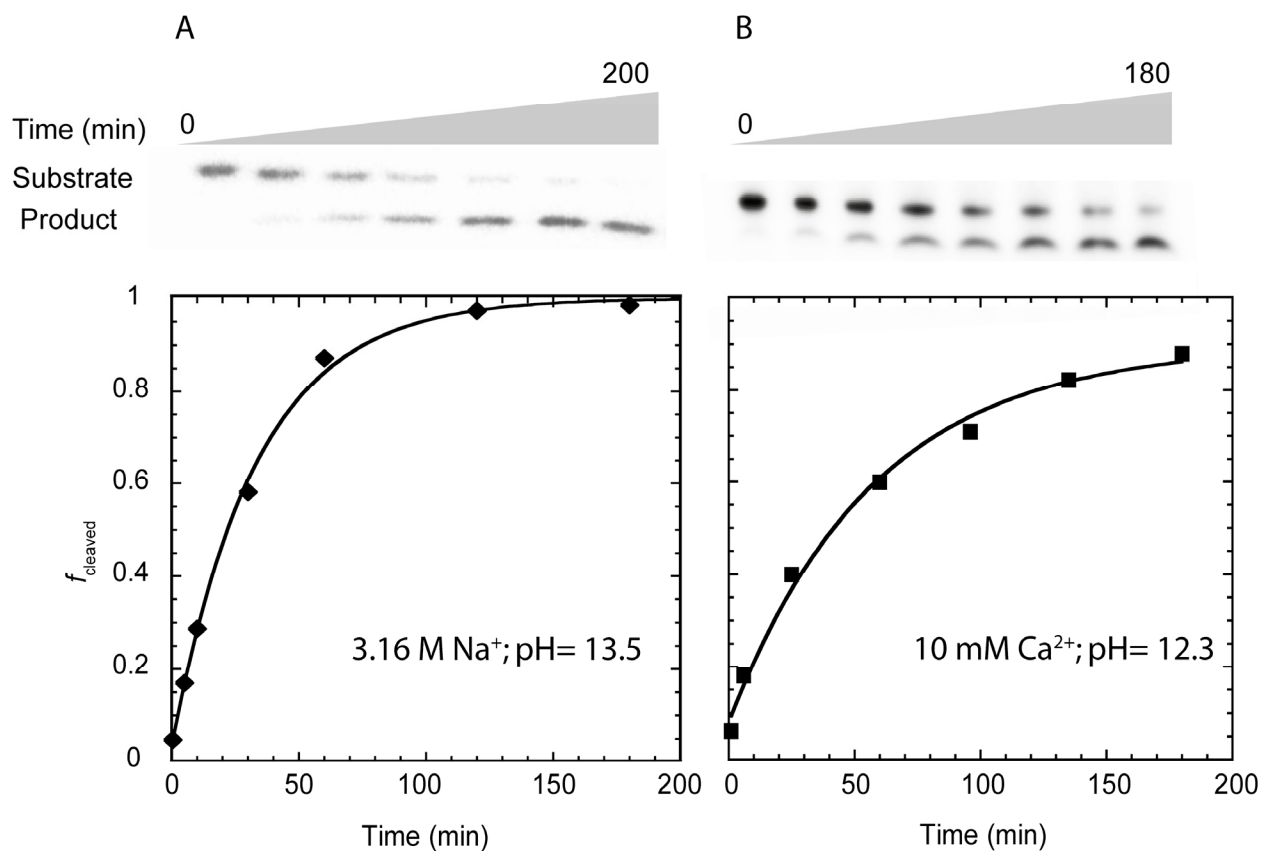 A
B
200
180
Time (min)
0
0
Substrate
Product
1
0.8
0.6
0.4
0.2
0
f cleaved
3.16 M Na⁺; pH= 13.5
10 mM Ca²⁺; pH= 12.3
0 50 100 150 200
0 50 100 150 200
Time (min)
Time (min)